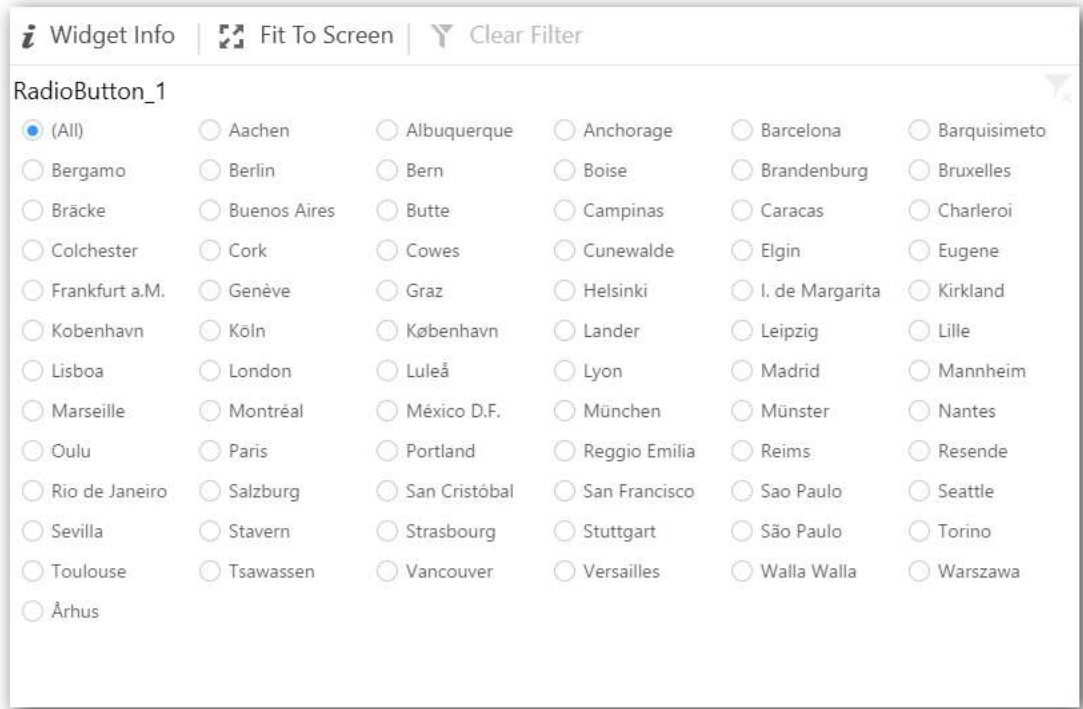 Widget Info Fit To Screen Clear Filter
RadioButton_1
(All) Aachen Albuquerque Anchorage Barcelona Barquisimeto
Bergamo Berlin Bern Boise Brandenburg Bruxelles
Bräcke Buenos Aires Butte Campinas Caracas Charleroi
Colchester Cork Cowes Cunewalde Elgin Eugene
Frankfurt a.M. Genève Graz Helsinki I. de Margarita Kirkland
Kobenhavn Köln København Lander Leipzig Lille
Lisboa London Luleå Lyon Madrid Mannheim
Marseille Montréal México D.F. München Münster Nantes
Oulu Paris Portland Reggio Emilia Reims Resende
Rio de Janeiro Salzburg San Cristóbal San Francisco Sao Paulo Seattle
Sevilla Stavern Strasbourg Stuttgart São Paulo Torino
Toulouse Tsawassen Vancouver Versailles Walla Walla Warszawa
Århus